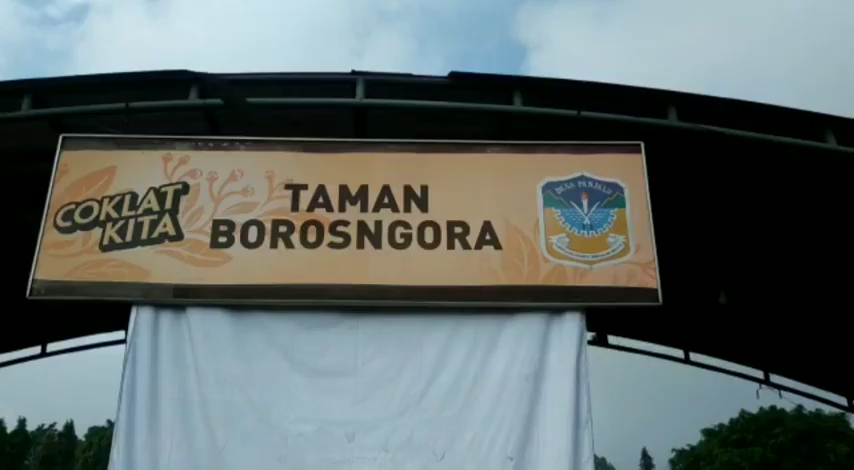 COKLAT
KITA
TAMAN
BOROSNGORA
DESA PANJALU